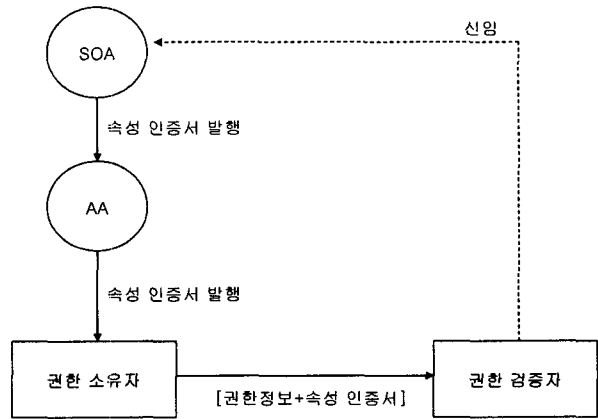 신임
SOA
속성 인증서 발행
AA
속성 인증서 발행
권한 소유자
[권한정보+속성 인증서]
권한 검증자